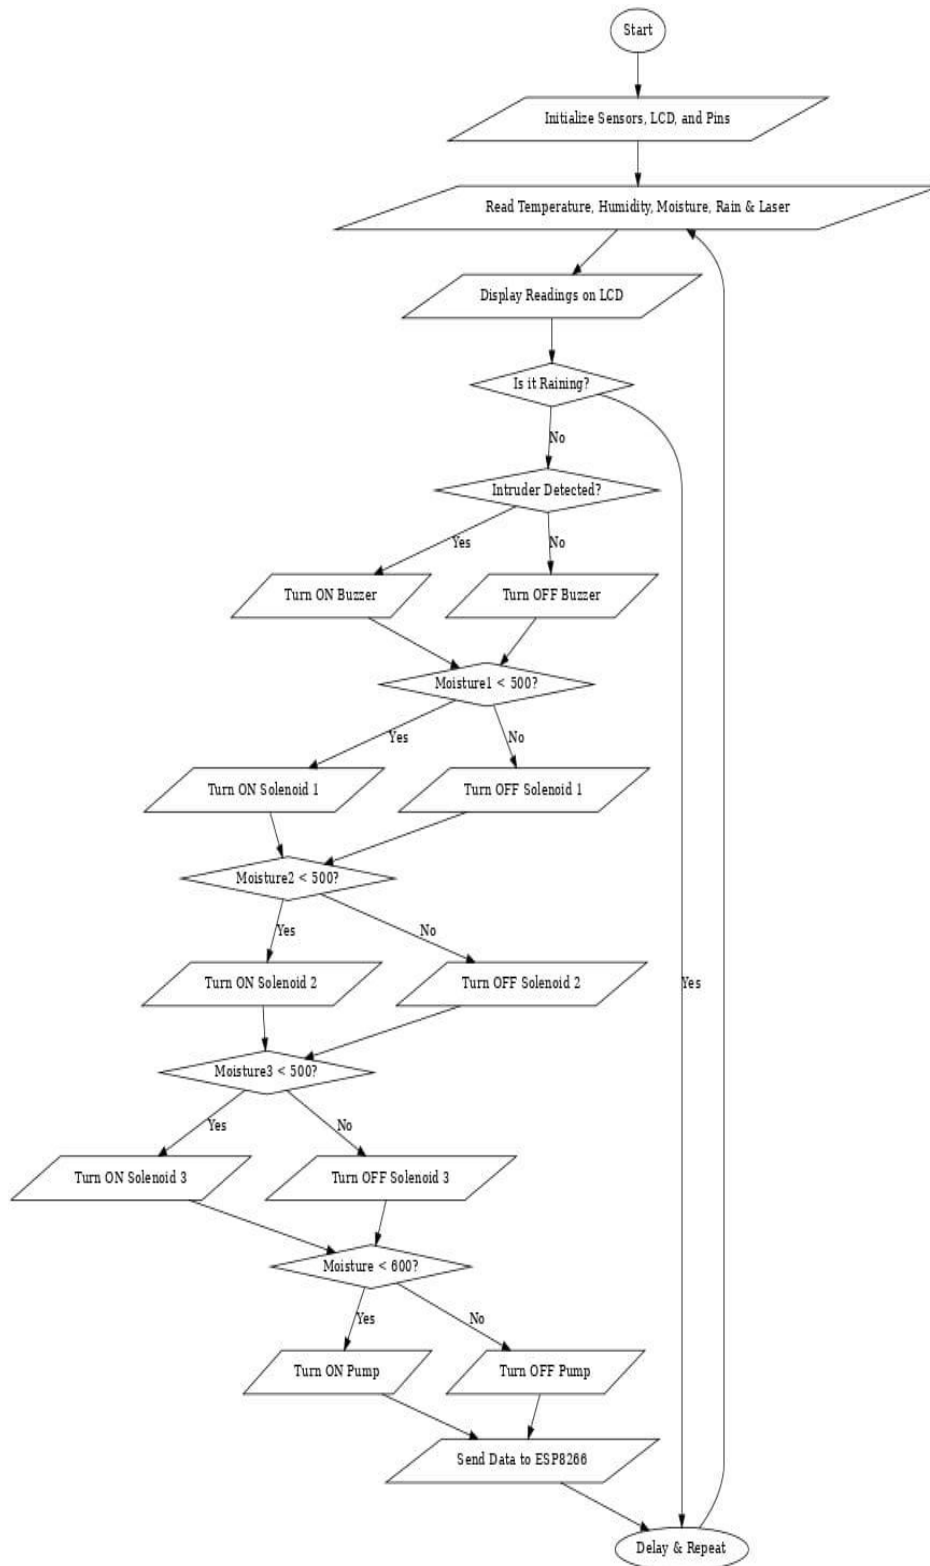 Start
Initialize Sensors, LCD, and Pins
Read Temperature, Humidity, Moisture, Rain & Laser
Display Readings on LCD
Is it Raining?
No
Intruder Detected?
Yes
No
Turn ON Buzzer
Turn OFF Buzzer
Moisture1 < 500?
Yes
No
Turn ON Solenoid 1
Turn OFF Solenoid 1
Moisture2 < 500?
Yes
No
Turn ON Solenoid 2
Turn OFF Solenoid 2
Yes
Moisture3 < 500?
Yes
No
Turn ON Solenoid 3
Turn OFF Solenoid 3
Moisture < 600?
Yes
No
Turn ON Pump
Turn OFF Pump
Send Data to ESP8266
Delay & Repeat